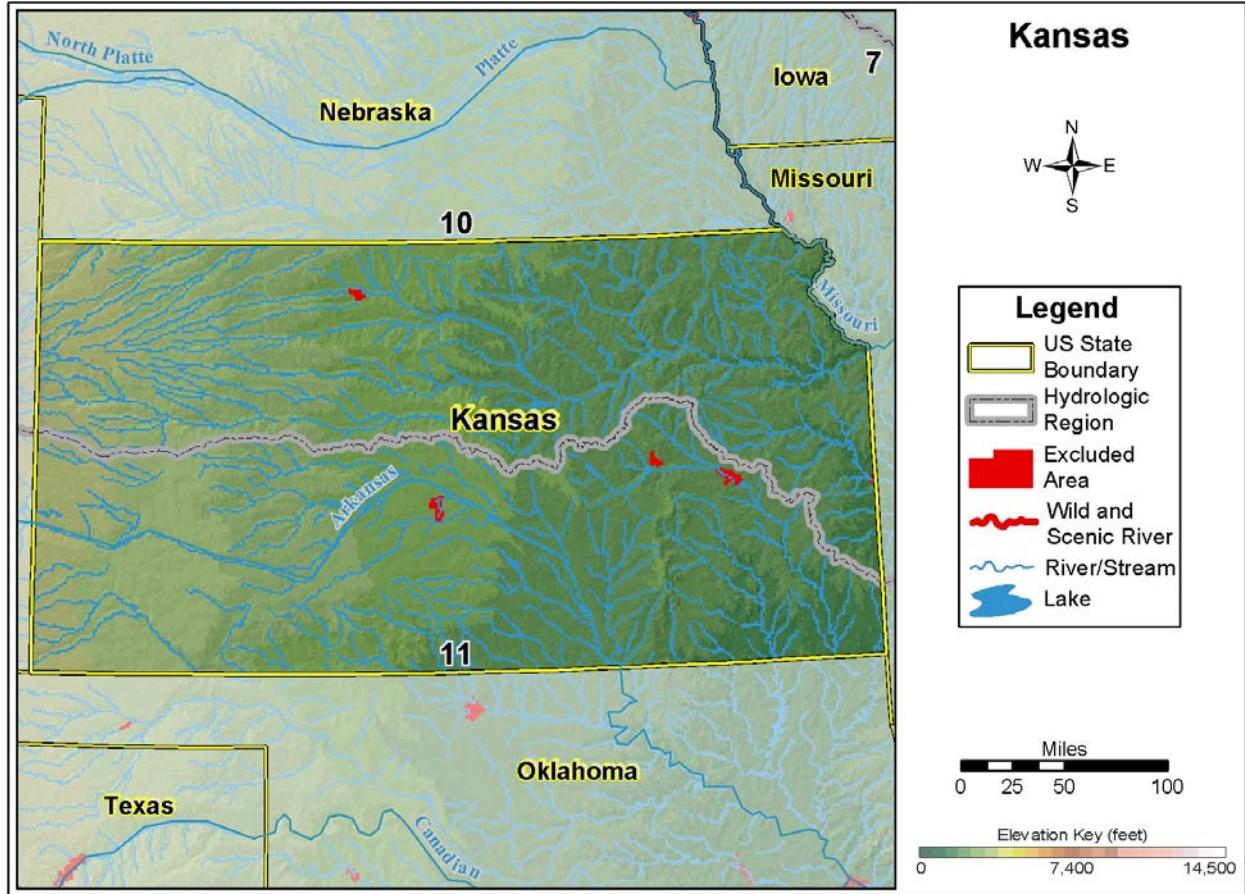 Kansas
North Platte
Platte
Nebraska
7
Iowa
Missouri
10
Missouri
Kansas
Arkansas
11
Oklahoma
Texas
Canadian
N
W
E
S
Legend
US State
Boundary
Hydrologic
Region
Excluded
Area
Wild and
Scenic River
River/Stream
Lake
Miles
0 25 50 100
Elevation Key (feet)
0 7,400 14,500